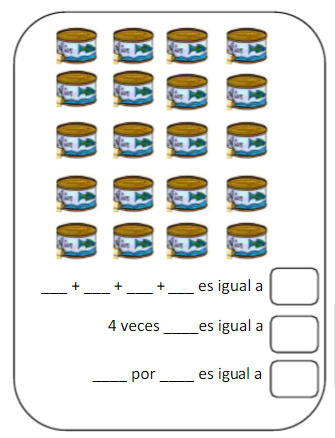 ___ + ___ + ___ + ___ es igual a
4 veces ____es igual a
____ por ____ es igual a